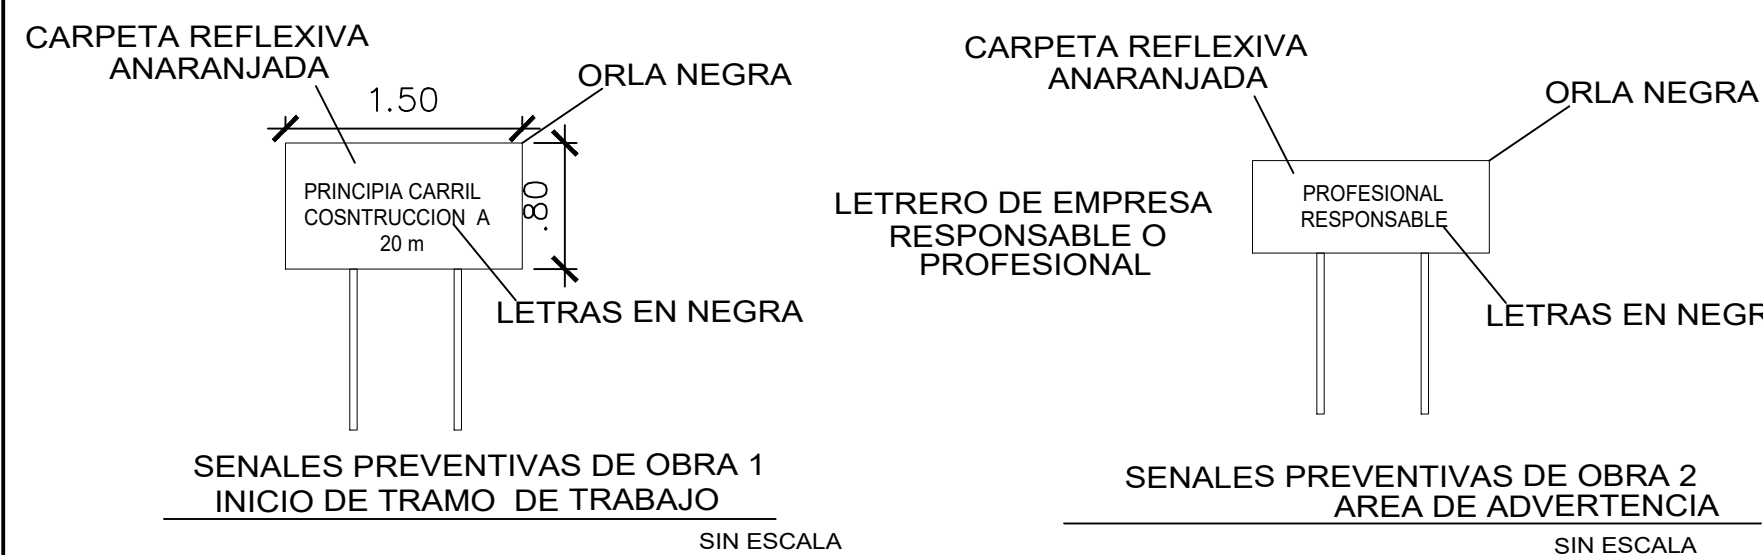 CARPETA REFLEXIVA
ANARANJADA
ORLA NEGRA
1.50
.80
PRINCIPIA CARRIL
COSNTRUCCION A
20 m
LETRAS EN NEGRA
SENALES PREVENTIVAS DE OBRA 1
INICIO DE TRAMO DE TRABAJO
SIN ESCALA
CARPETA REFLEXIVA
ANARANJADA
ORLA NEGRA
LETRERO DE EMPRESA
RESPONSABLE O
PROFESIONAL
PROFESIONAL
RESPONSABLE
LETRAS EN NEGR
SENALES PREVENTIVAS DE OBRA 2
AREA DE ADVERTENCIA
SIN ESCALA